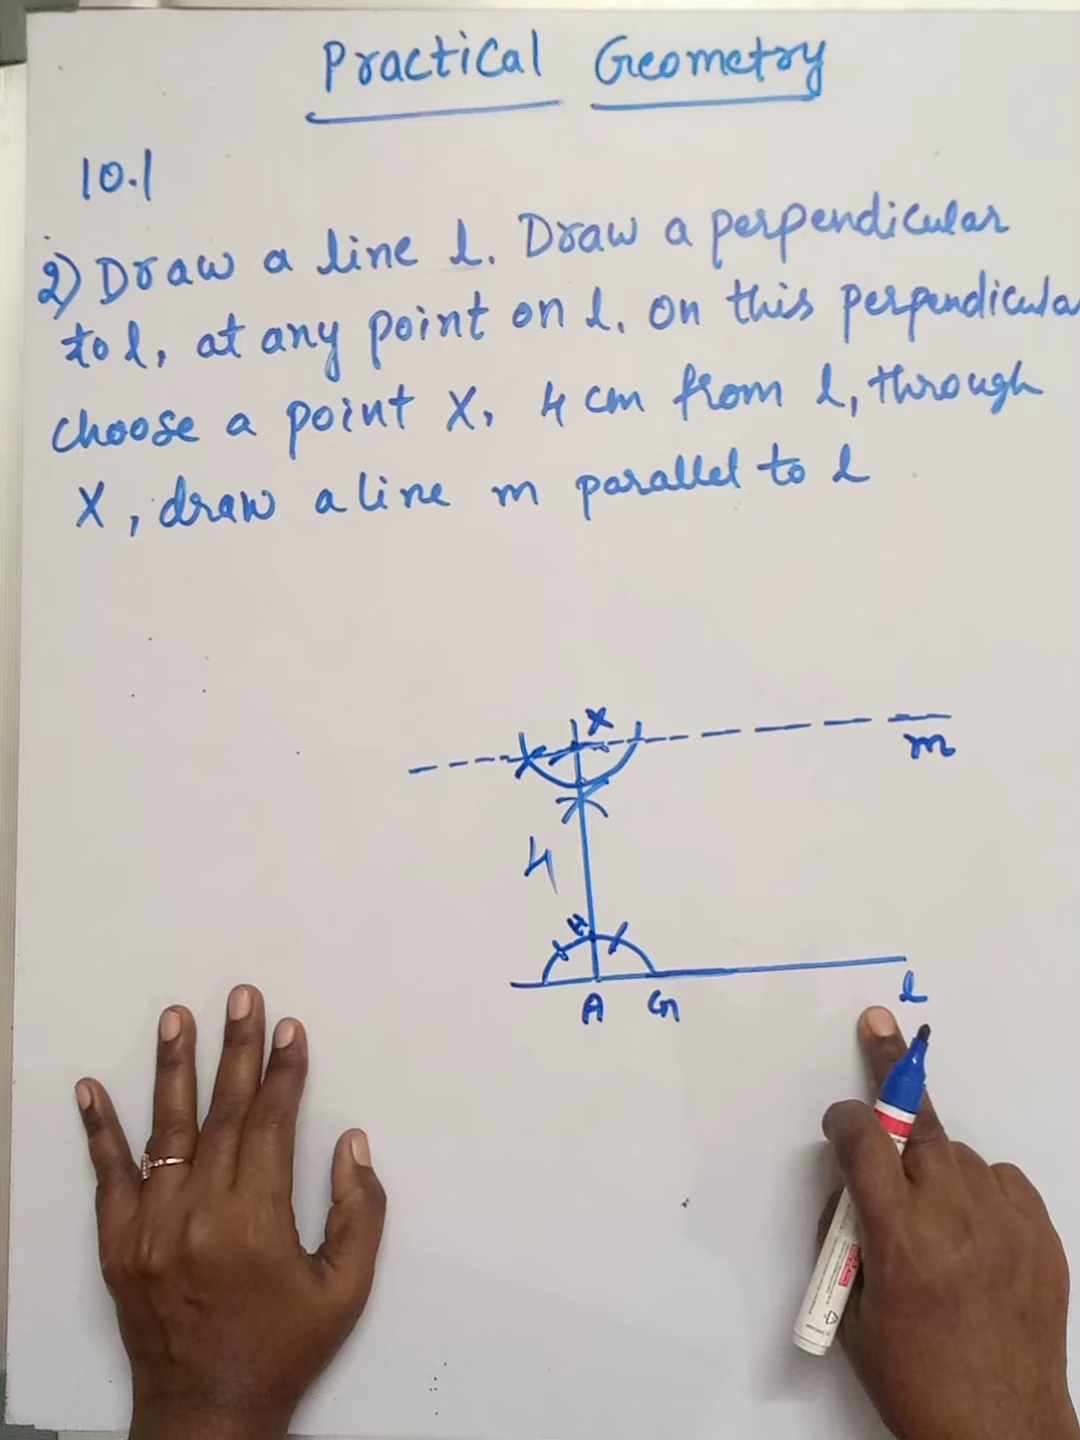 Practical Geometry
10.1
2) Draw a line l. Draw a perpendicular
to l, at any point on l. on this perpendicular
choose a point X, 4 cm from l, through
X, draw a line m parallel to l
X
m
4
H
A G
l